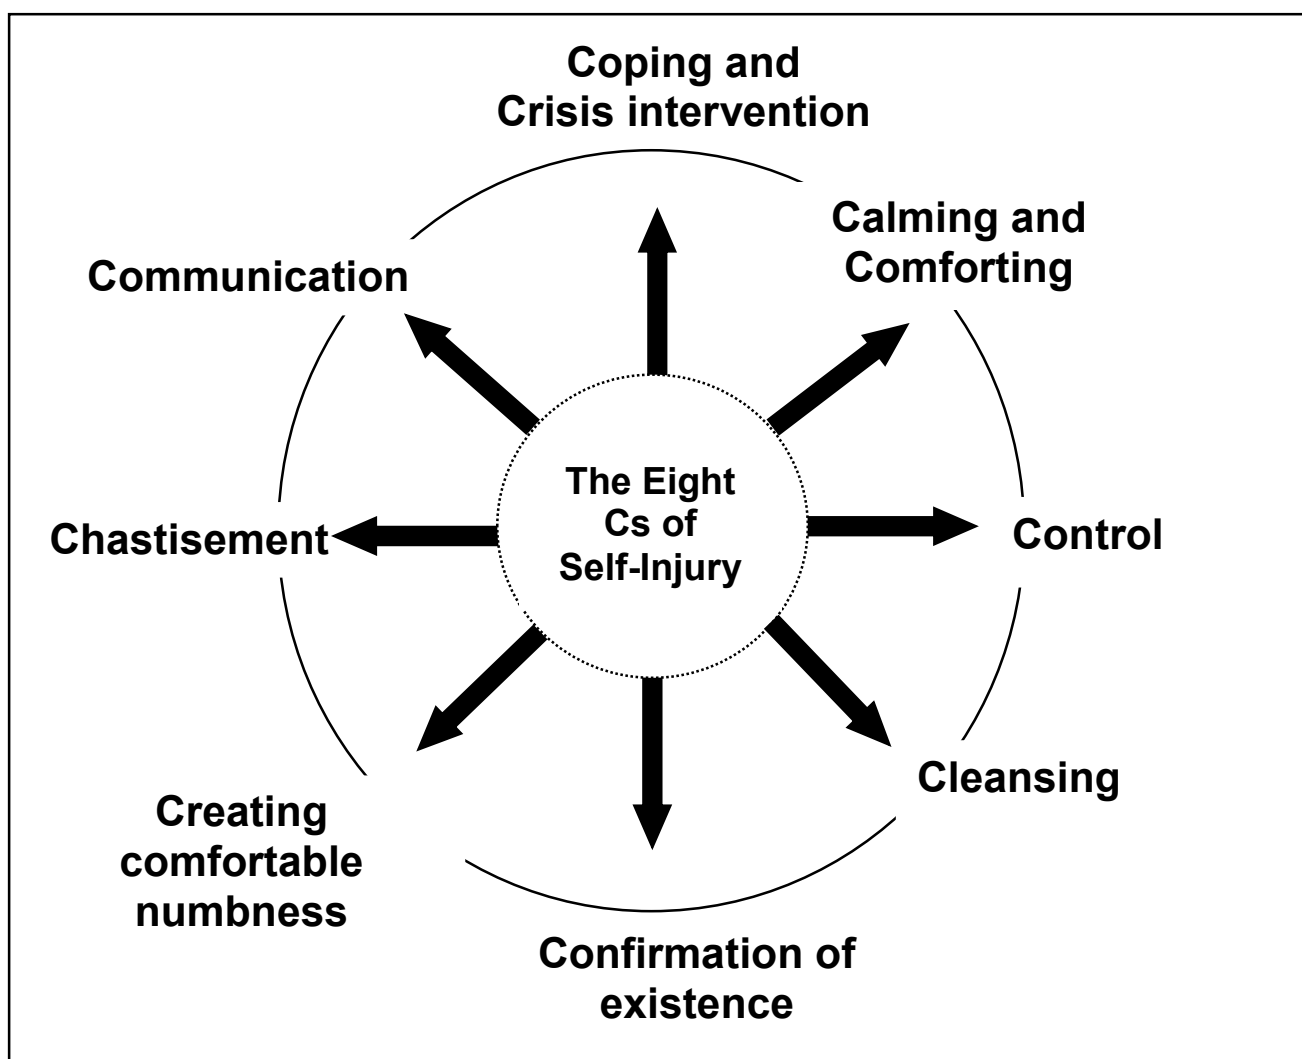 Coping and
Crisis intervention
Calming and
Comforting
Communication
The Eight
Cs of
Self-Injury
Chastisement
Control
Cleansing
Creating
comfortable
numbness
Confirmation of
existence